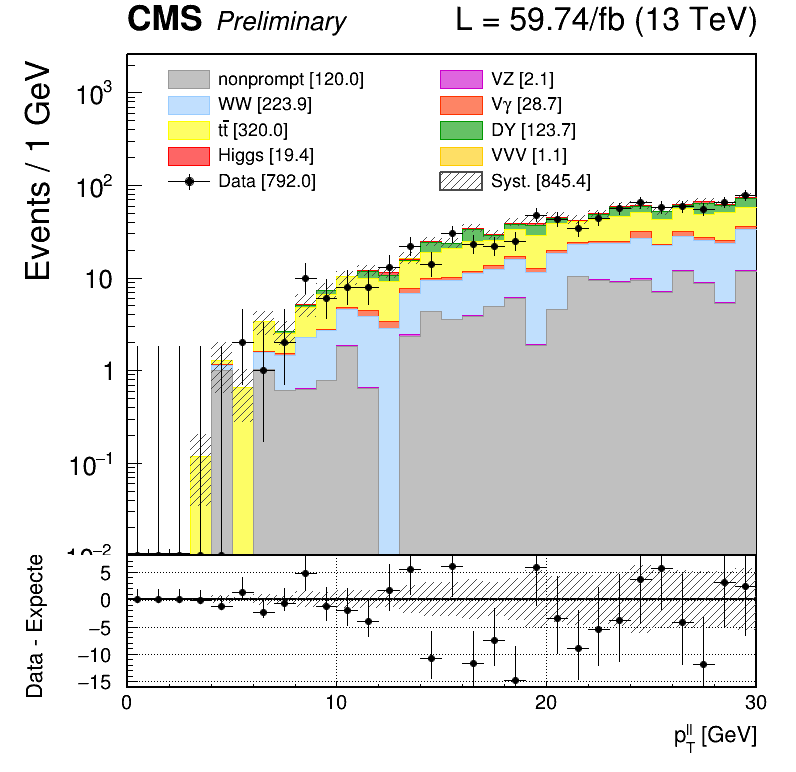 CMS Preliminary L = 59.74/fb (13 TeV)
Events / 1 GeV
nonprompt [120.0]
WW [223.9]
tt̄ [320.0]
Higgs [19.4]
Data [792.0]
VZ [2.1]
Vγ [28.7]
DY [123.7]
VVV [1.1]
Syst. [845.4]
10³
10²
10
1
10⁻¹
10⁻²
Data - Expecte
5
0
−5
−10
−15
0 10 20 30
p_T^ll [GeV]